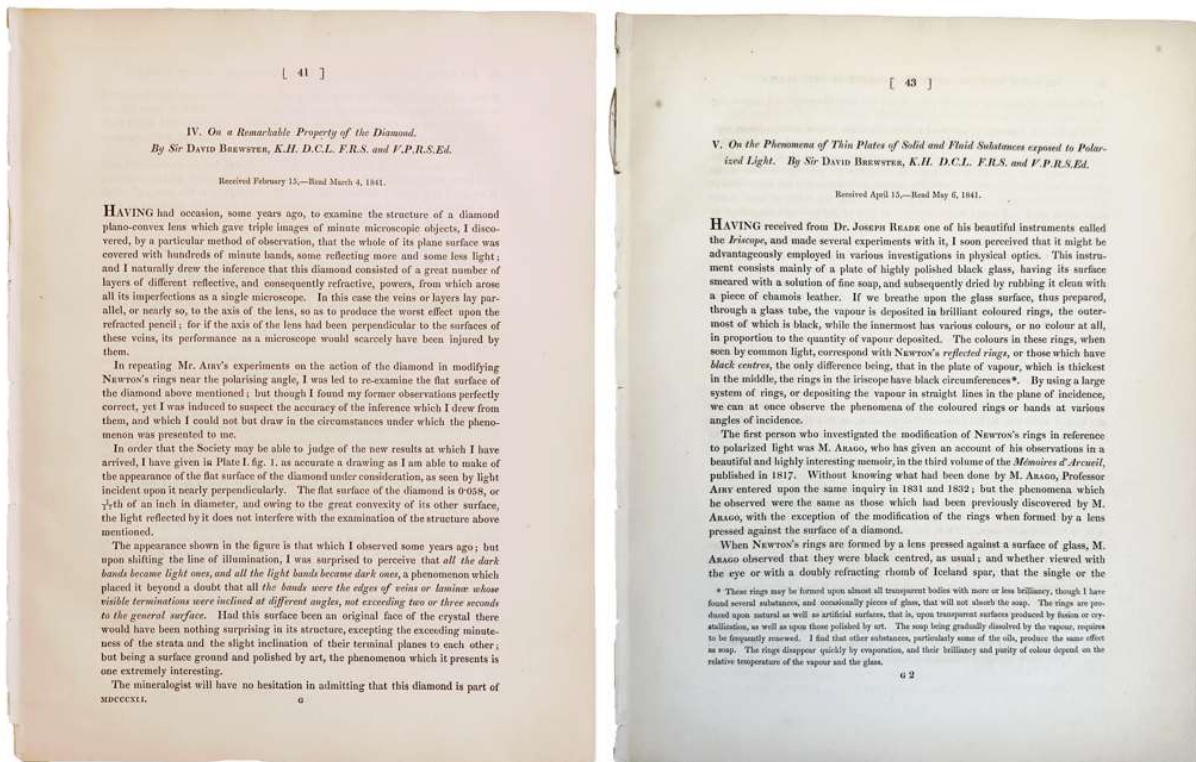 [ 41 ]
IV. On a Remarkable Property of the Diamond.
By Sir DAVID BREWSTER, K.H. D.C.L. F.R.S. and V.P.R.S.Ed.
Received February 15,—Read March 4, 1841.
HAVING had occasion, some years ago, to examine the structure of a diamond
plano-convex lens which gave triple images of minute microscopic objects, I disco-
vered, by a particular method of observation, that the whole of its plane surface was
covered with hundreds of minute bands, some reflecting more and some less light;
and I naturally drew the inference that this diamond consisted of a great number of
layers of different reflective, and consequently refractive, powers, from which arose
all its imperfections as a single microscope. In this case the veins or layers lay par-
allel, or nearly so, to the axis of the lens, so as to produce the worst effect upon the
refracted pencil; for if the axis of the lens had been perpendicular to the surfaces of
these veins, its performance as a microscope would scarcely have been injured by
them.
In repeating Mr. AIRY's experiments on the action of the diamond in modifying
NEWTON's rings near the polarising angle, I was led to re-examine the flat surface of
the diamond above mentioned; but though I found my former observations perfectly
correct, yet I was induced to suspect the accuracy of the inference which I drew from
them, and which I could not but draw in the circumstances under which the pheno-
menon was presented to me.
In order that the Society may be able to judge of the new results at which I have
arrived, I have given in Plate I. fig. 1. as accurate a drawing as I am able to make of
the appearance of the flat surface of the diamond under consideration, as seen by light
incident upon it nearly perpendicularly. The flat surface of the diamond is 0·058, or
th of an inch in diameter, and owing to the great convexity of its other surface,
the light reflected by it does not interfere with the examination of the structure above
mentioned.
The appearance shown in the figure is that which I observed some years ago; but
upon shifting the line of illumination, I was surprised to perceive that all the dark
bands became light ones, and all the light bands became dark ones, a phenomenon which
placed it beyond a doubt that all the bands were the edges of veins or laminæ whose
visible terminations were inclined at different angles, not exceeding two or three seconds
to the general surface. Had this surface been an original face of the crystal there
would have been nothing surprising in its structure, excepting the exceeding minute-
ness of the strata and the slight inclination of their terminal planes to each other;
but being a surface ground and polished by art, the phenomenon which it presents is
one extremely interesting.
The mineralogist will have no hesitation in admitting that this diamond is part of
MDCCCXLI. G
[ 43 ]
V. On the Phenomena of Thin Plates of Solid and Fluid Substances exposed to Polar-
ized Light. By Sir DAVID BREWSTER, K.H. D.C.L. F.R.S. and V.P.R.S.Ed.
Received April 15,—Read May 6, 1841.
HAVING received from Dr. JOSEPH READE one of his beautiful instruments called
the Iriscope, and made several experiments with it, I soon perceived that it might be
advantageously employed in various investigations in physical optics. This instru-
ment consists mainly of a plate of highly polished black glass, having its surface
smeared with a solution of fine soap, and subsequently dried by rubbing it clean with
a piece of chamois leather. If we breathe upon the glass surface, thus prepared,
through a glass tube, the vapour is deposited in brilliant coloured rings, the outer-
most of which is black, while the innermost has various colours, or no colour at all,
in proportion to the quantity of vapour deposited. The colours in these rings, when
seen by common light, correspond with NEWTON's reflected rings, or those which have
black centres, the only difference being, that in the plate of vapour, which is thickest
in the middle, the rings in the iriscope have black circumferences*. By using a large
system of rings, or depositing the vapour in straight lines in the plane of incidence,
we can at once observe the phenomena of the coloured rings or bands at various
angles of incidence.
The first person who investigated the modification of NEWTON's rings in reference
to polarized light was M. ARAGO, who has given an account of his observations in a
beautiful and highly interesting memoir, in the third volume of the Mémoires d'Arcueil,
published in 1817. Without knowing what had been done by M. ARAGO, Professor
AIRY entered upon the same inquiry in 1831 and 1832; but the phenomena which
he observed were the same as those which had been previously discovered by M.
ARAGO, with the exception of the modification of the rings when formed by a lens
pressed against the surface of a diamond.
When NEWTON's rings are formed by a lens pressed against a surface of glass, M.
ARAGO observed that they were black centred, as usual; and whether viewed with
the eye or with a doubly refracting rhomb of Iceland spar, that the single or the
* These rings may be formed upon almost all transparent bodies with more or less brilliancy, though I have
found several substances, and occasionally pieces of glass, that will not absorb the soap. The rings are pro-
duced upon natural as well as artificial surfaces, that is, upon transparent surfaces produced by fusion or cry-
stallization, as well as upon those polished by art. The soap being gradually dissolved by the vapour, requires
to be frequently renewed. I find that other substances, particularly some of the oils, produce the same effect
as soap. The rings disappear quickly by evaporation, and their brilliancy and purity of colour depend on the
relative temperature of the vapour and the glass.
G 2